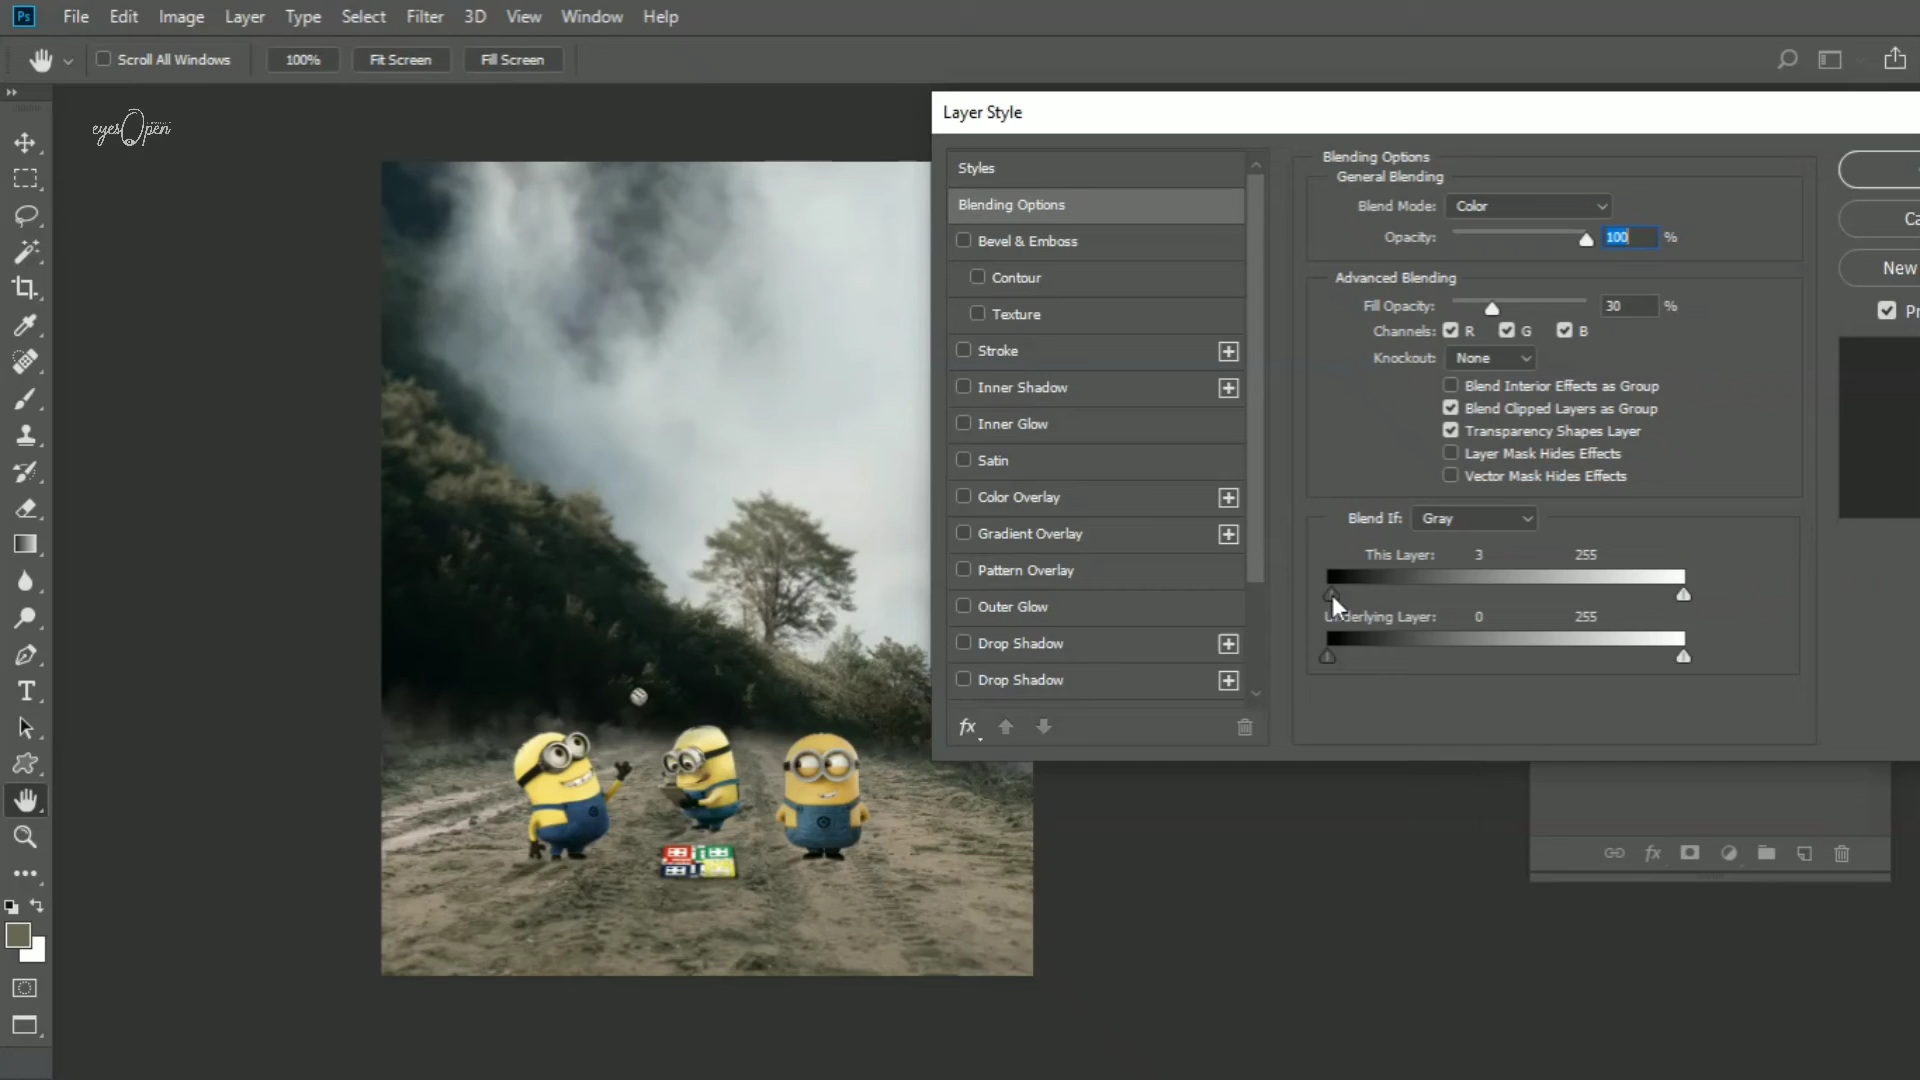 Ps File Edit Image Layer Type Select Filter 3D View Window Help
Scroll All Windows 100% Fit Screen Fill Screen
eyesOpen
Layer Style
Styles
Blending Options
Bevel & Emboss
Contour
Texture
Stroke
Inner Shadow
Inner Glow
Satin
Color Overlay
Gradient Overlay
Pattern Overlay
Outer Glow
Drop Shadow
Drop Shadow
fx
Blending Options
General Blending
Blend Mode: Color
Opacity: 100 %
Advanced Blending
Fill Opacity: 30 %
Channels: R G B
Knockout: None
Blend Interior Effects as Group
Blend Clipped Layers as Group
Transparency Shapes Layer
Layer Mask Hides Effects
Vector Mask Hides Effects
Blend If: Gray
This Layer: 3 255
Underlying Layer: 0 255
Ca
New
Pr
fx